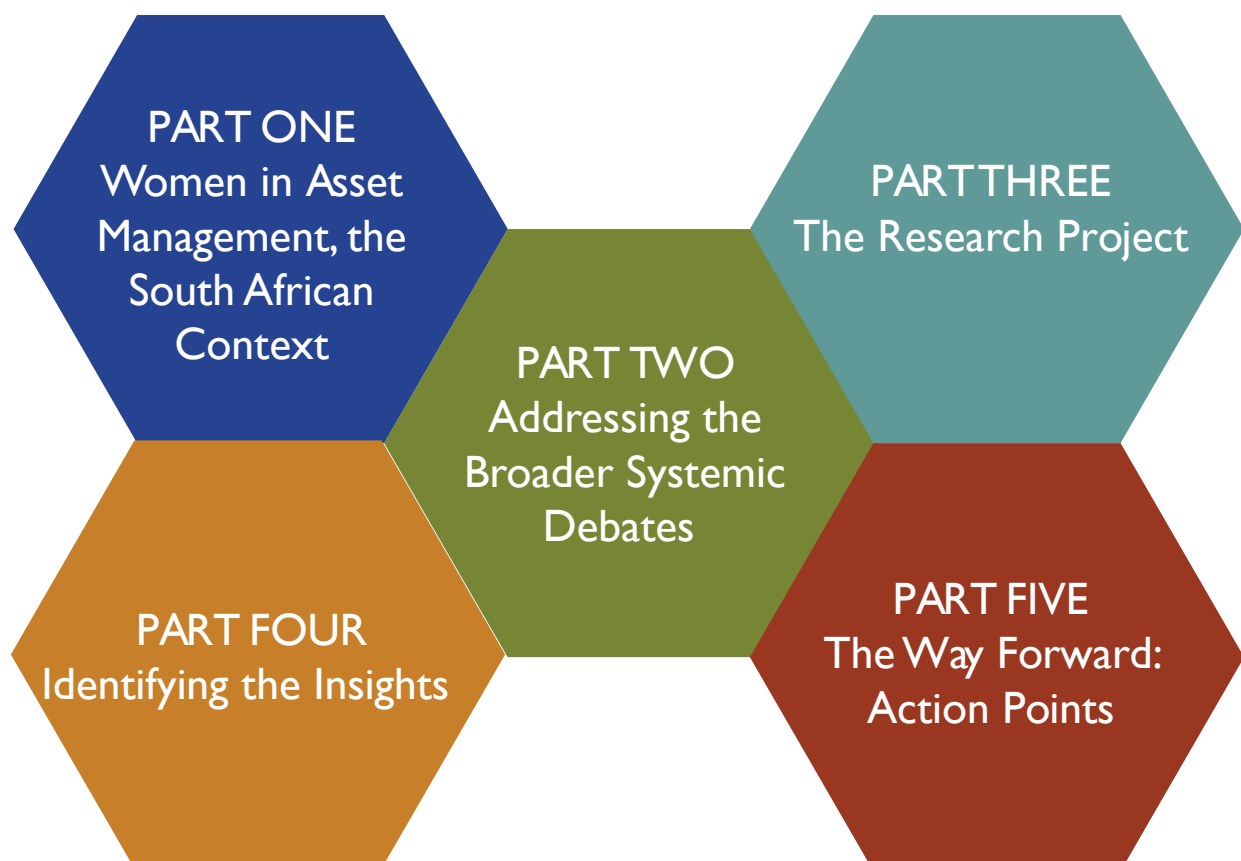 PART ONE
Women in Asset
Management, the
South African
Context
PART TWO
Addressing the
Broader Systemic
Debates
PART THREE
The Research Project
PART FOUR
Identifying the Insights
PART FIVE
The Way Forward:
Action Points